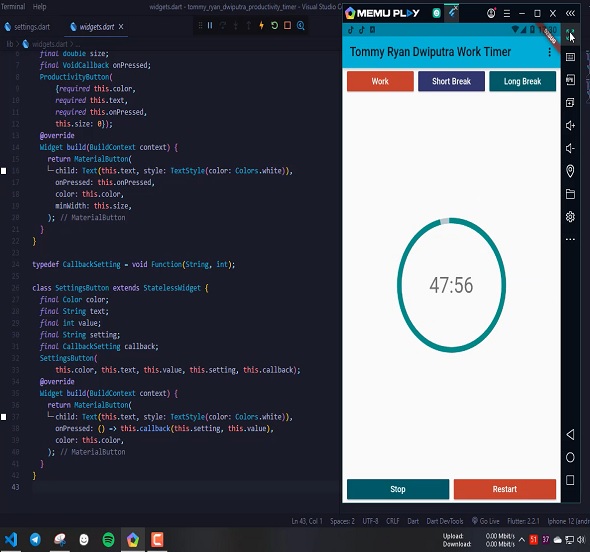 Terminal Help
widgets.dart - tommy_ryan_dwiputra_productivity_timer - Visual Studio C
settings.dart
widgets.dart
lib > widgets.dart > ...
6 final double size;
7 final VoidCallback onPressed;
8 ProductivityButton(
9 {required this.color,
10 required this.text,
11 required this.onPressed,
12 this.size: 0});
13 @override
14 Widget build(BuildContext context) {
15 return MaterialButton(
16 child: Text(this.text, style: TextStyle(color: Colors.white)),
17 onPressed: this.onPressed,
18 color: this.color,
19 minWidth: this.size,
20 ); // MaterialButton
21 }
22 }
24 typedef CallbackSetting = void Function(String, int);
26 class SettingsButton extends StatelessWidget {
27 final Color color;
28 final String text;
29 final int value;
30 final String setting;
31 final CallbackSetting callback;
32 SettingsButton(
33 this.color, this.text, this.value, this.setting, this.callback);
34 @override
35 Widget build(BuildContext context) {
36 return MaterialButton(
37 child: Text(this.text, style: TextStyle(color: Colors.white)),
38 onPressed: () => this.callback(this.setting, this.value),
39 color: this.color,
40 ); // MaterialButton
41 }
42 }
43
MEMU PLAY
Tommy Ryan Dwiputra Work Timer
Work
Short Break
Long Break
47:56
Stop
Restart
Ln 43, Col 1 Spaces: 2 UTF-8 CRLF Dart Dart DevTools Go Live Flutter: 2.2.1 Iphone 12 (andr
Upload: 0.00 Mbit/s
Download: 0.00 Mbit/s
51 37